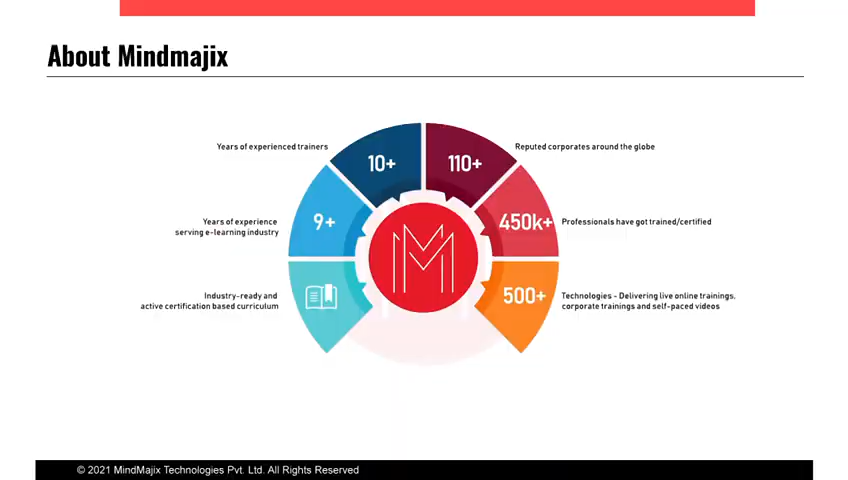 About Mindmajix
Years of experienced trainers
10+
110+
Reputed corporates around the globe
9+
Years of experience
serving e-learning industry
450k+
Professionals have got trained/certified
Industry-ready and
active certification based curriculum
500+
Technologies - Delivering live online trainings,
corporate trainings and self-paced videos
© 2021 MindMajix Technologies Pvt. Ltd. All Rights Reserved